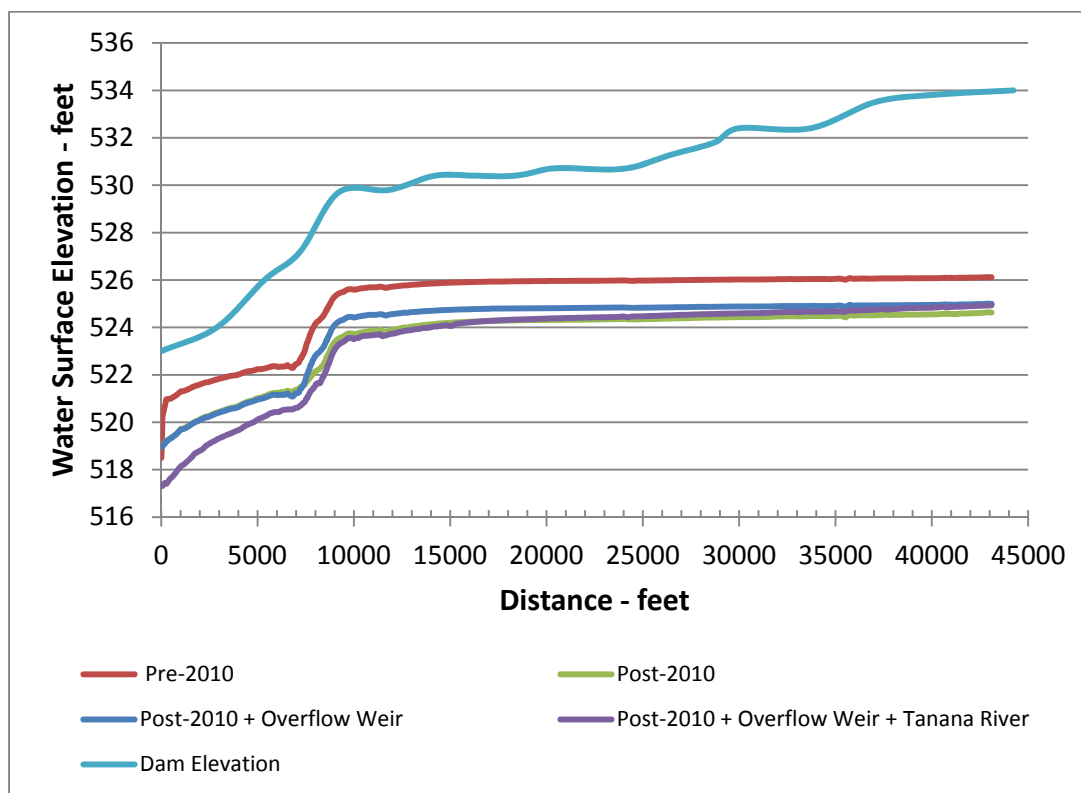 536
534
532
530
528
526
524
522
520
518
516
Water Surface Elevation - feet
0 5000 10000 15000 20000 25000 30000 35000 40000 45000
Distance - feet
Pre-2010 Post-2010
Post-2010 + Overflow Weir Post-2010 + Overflow Weir + Tanana River
Dam Elevation